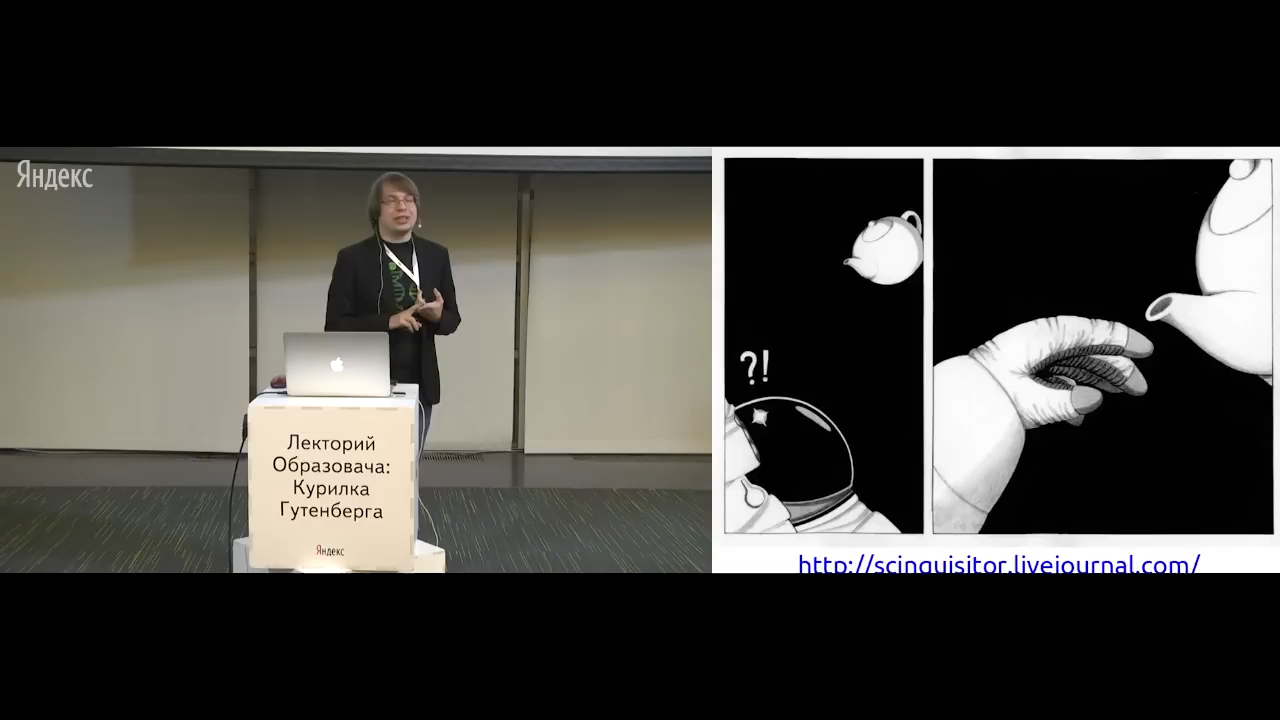 Яндекс
Лекторий
Образовача:
Курилка
Гутенберга
Яндекс
?!
http://scinquisitor.livejournal.com/